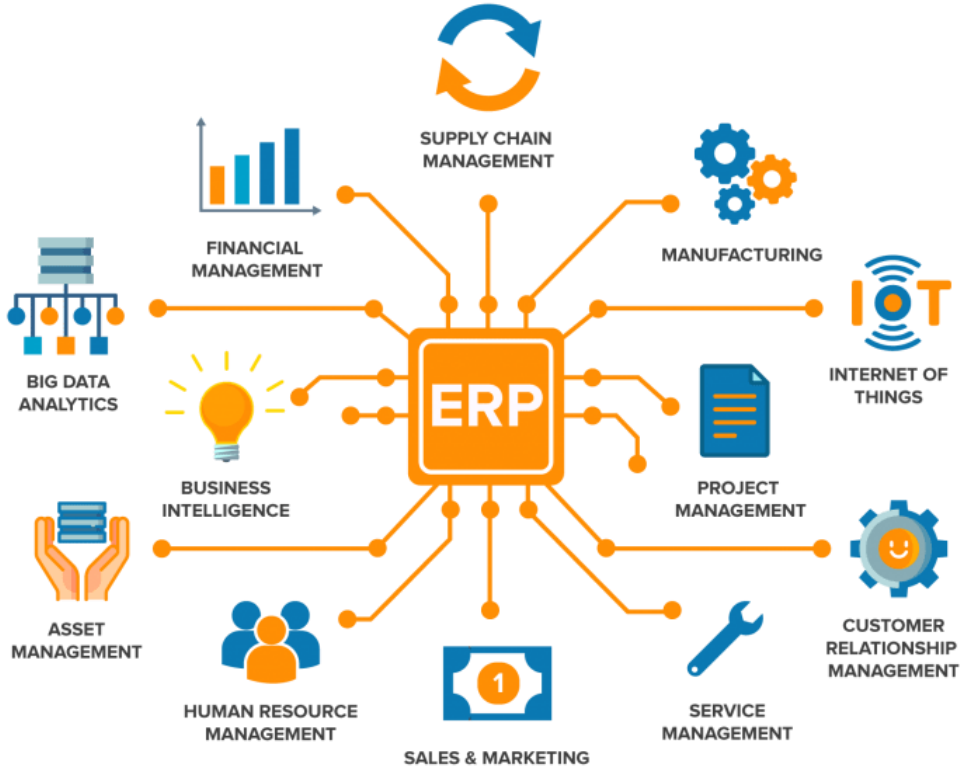 SUPPLY CHAIN
MANAGEMENT
FINANCIAL
MANAGEMENT
MANUFACTURING
BIG DATA
ANALYTICS
IOT
INTERNET OF
THINGS
ERP
BUSINESS
INTELLIGENCE
PROJECT
MANAGEMENT
ASSET
MANAGEMENT
CUSTOMER
RELATIONSHIP
MANAGEMENT
HUMAN RESOURCE
MANAGEMENT
1
SALES & MARKETING
SERVICE
MANAGEMENT